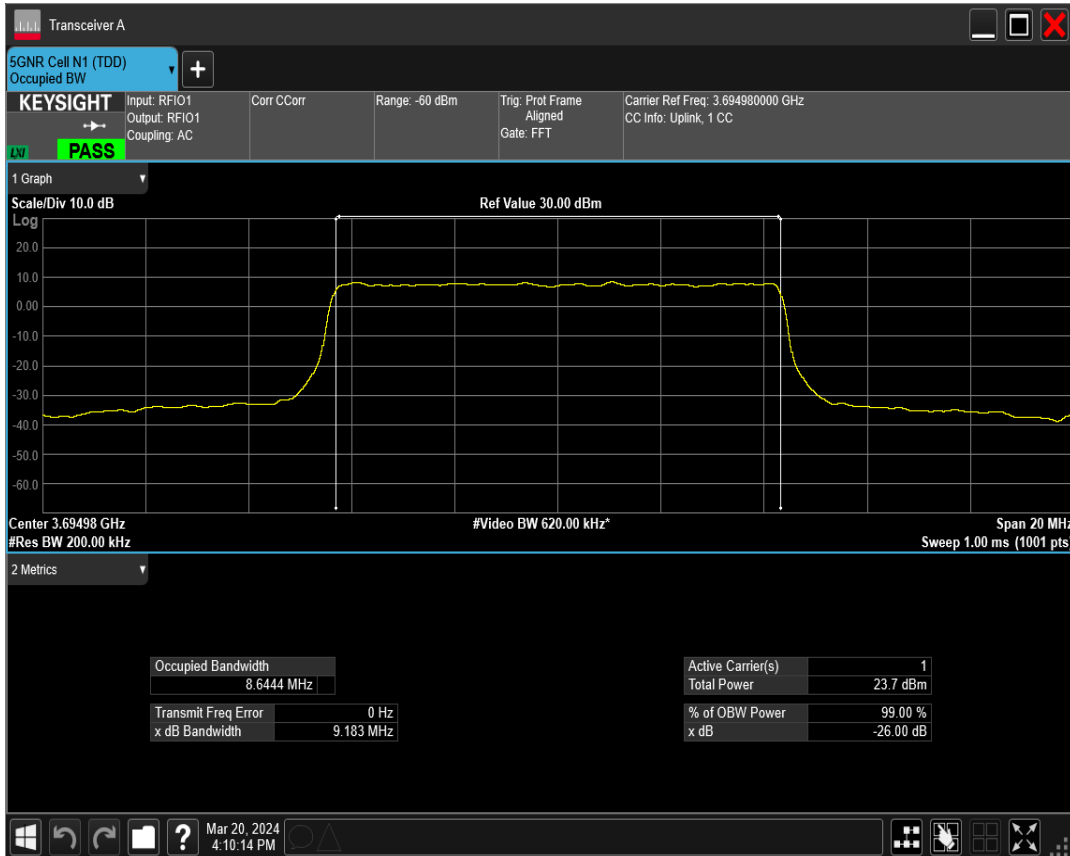 Transceiver A
5GNR Cell N1 (TDD)
Occupied BW
+
KEYSIGHT
LXI
PASS
Input: RFIO1
Output: RFIO1
Coupling: AC
Corr CCorr
Range: -60 dBm
Trig: Prot Frame
Aligned
Gate: FFT
Carrier Ref Freq: 3.694980000 GHz
CC Info: Uplink, 1 CC
1 Graph
Scale/Div 10.0 dB
Ref Value 30.00 dBm
Log
20.0
10.0
0.00
-10.0
-20.0
-30.0
-40.0
-50.0
-60.0
Center 3.69498 GHz
#Video BW 620.00 kHz*
Span 20 MHz
#Res BW 200.00 kHz
Sweep 1.00 ms (1001 pts)
2 Metrics
Occupied Bandwidth
8.6444 MHz
Transmit Freq Error 0 Hz
x dB Bandwidth 9.183 MHz
Active Carrier(s) 1
Total Power 23.7 dBm
% of OBW Power 99.00 %
x dB -26.00 dB
?
Mar 20, 2024
4:10:14 PM